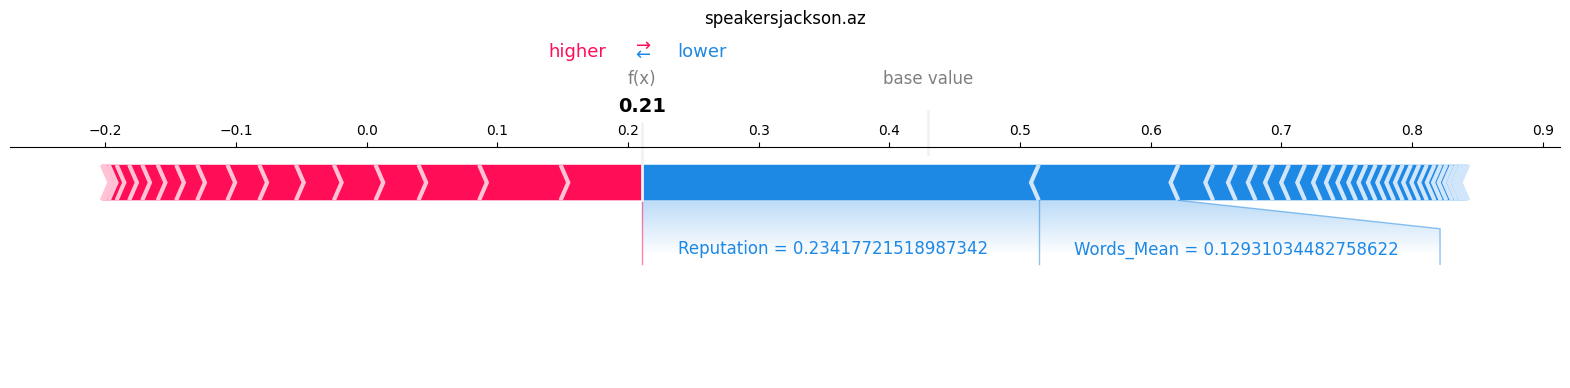 speakersjackson.az
higher ⇄ lower
f(x) base value
0.21
−0.2 −0.1 0.0 0.1 0.2 0.3 0.4 0.5 0.6 0.7 0.8 0.9
Reputation = 0.23417721518987342 Words_Mean = 0.12931034482758622